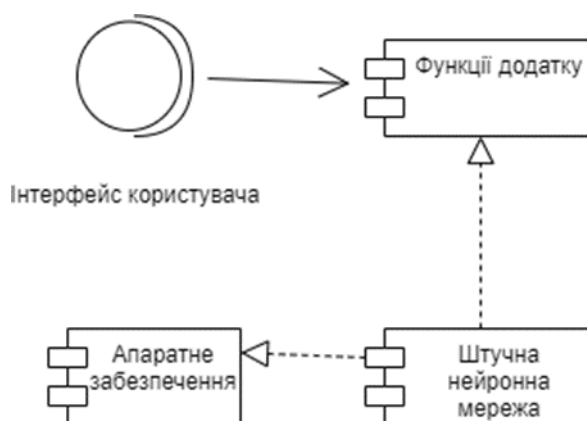 Функції додатку
Інтерфейс користувача
Апаратне
забезпечення
Штучна
нейронна
мережа